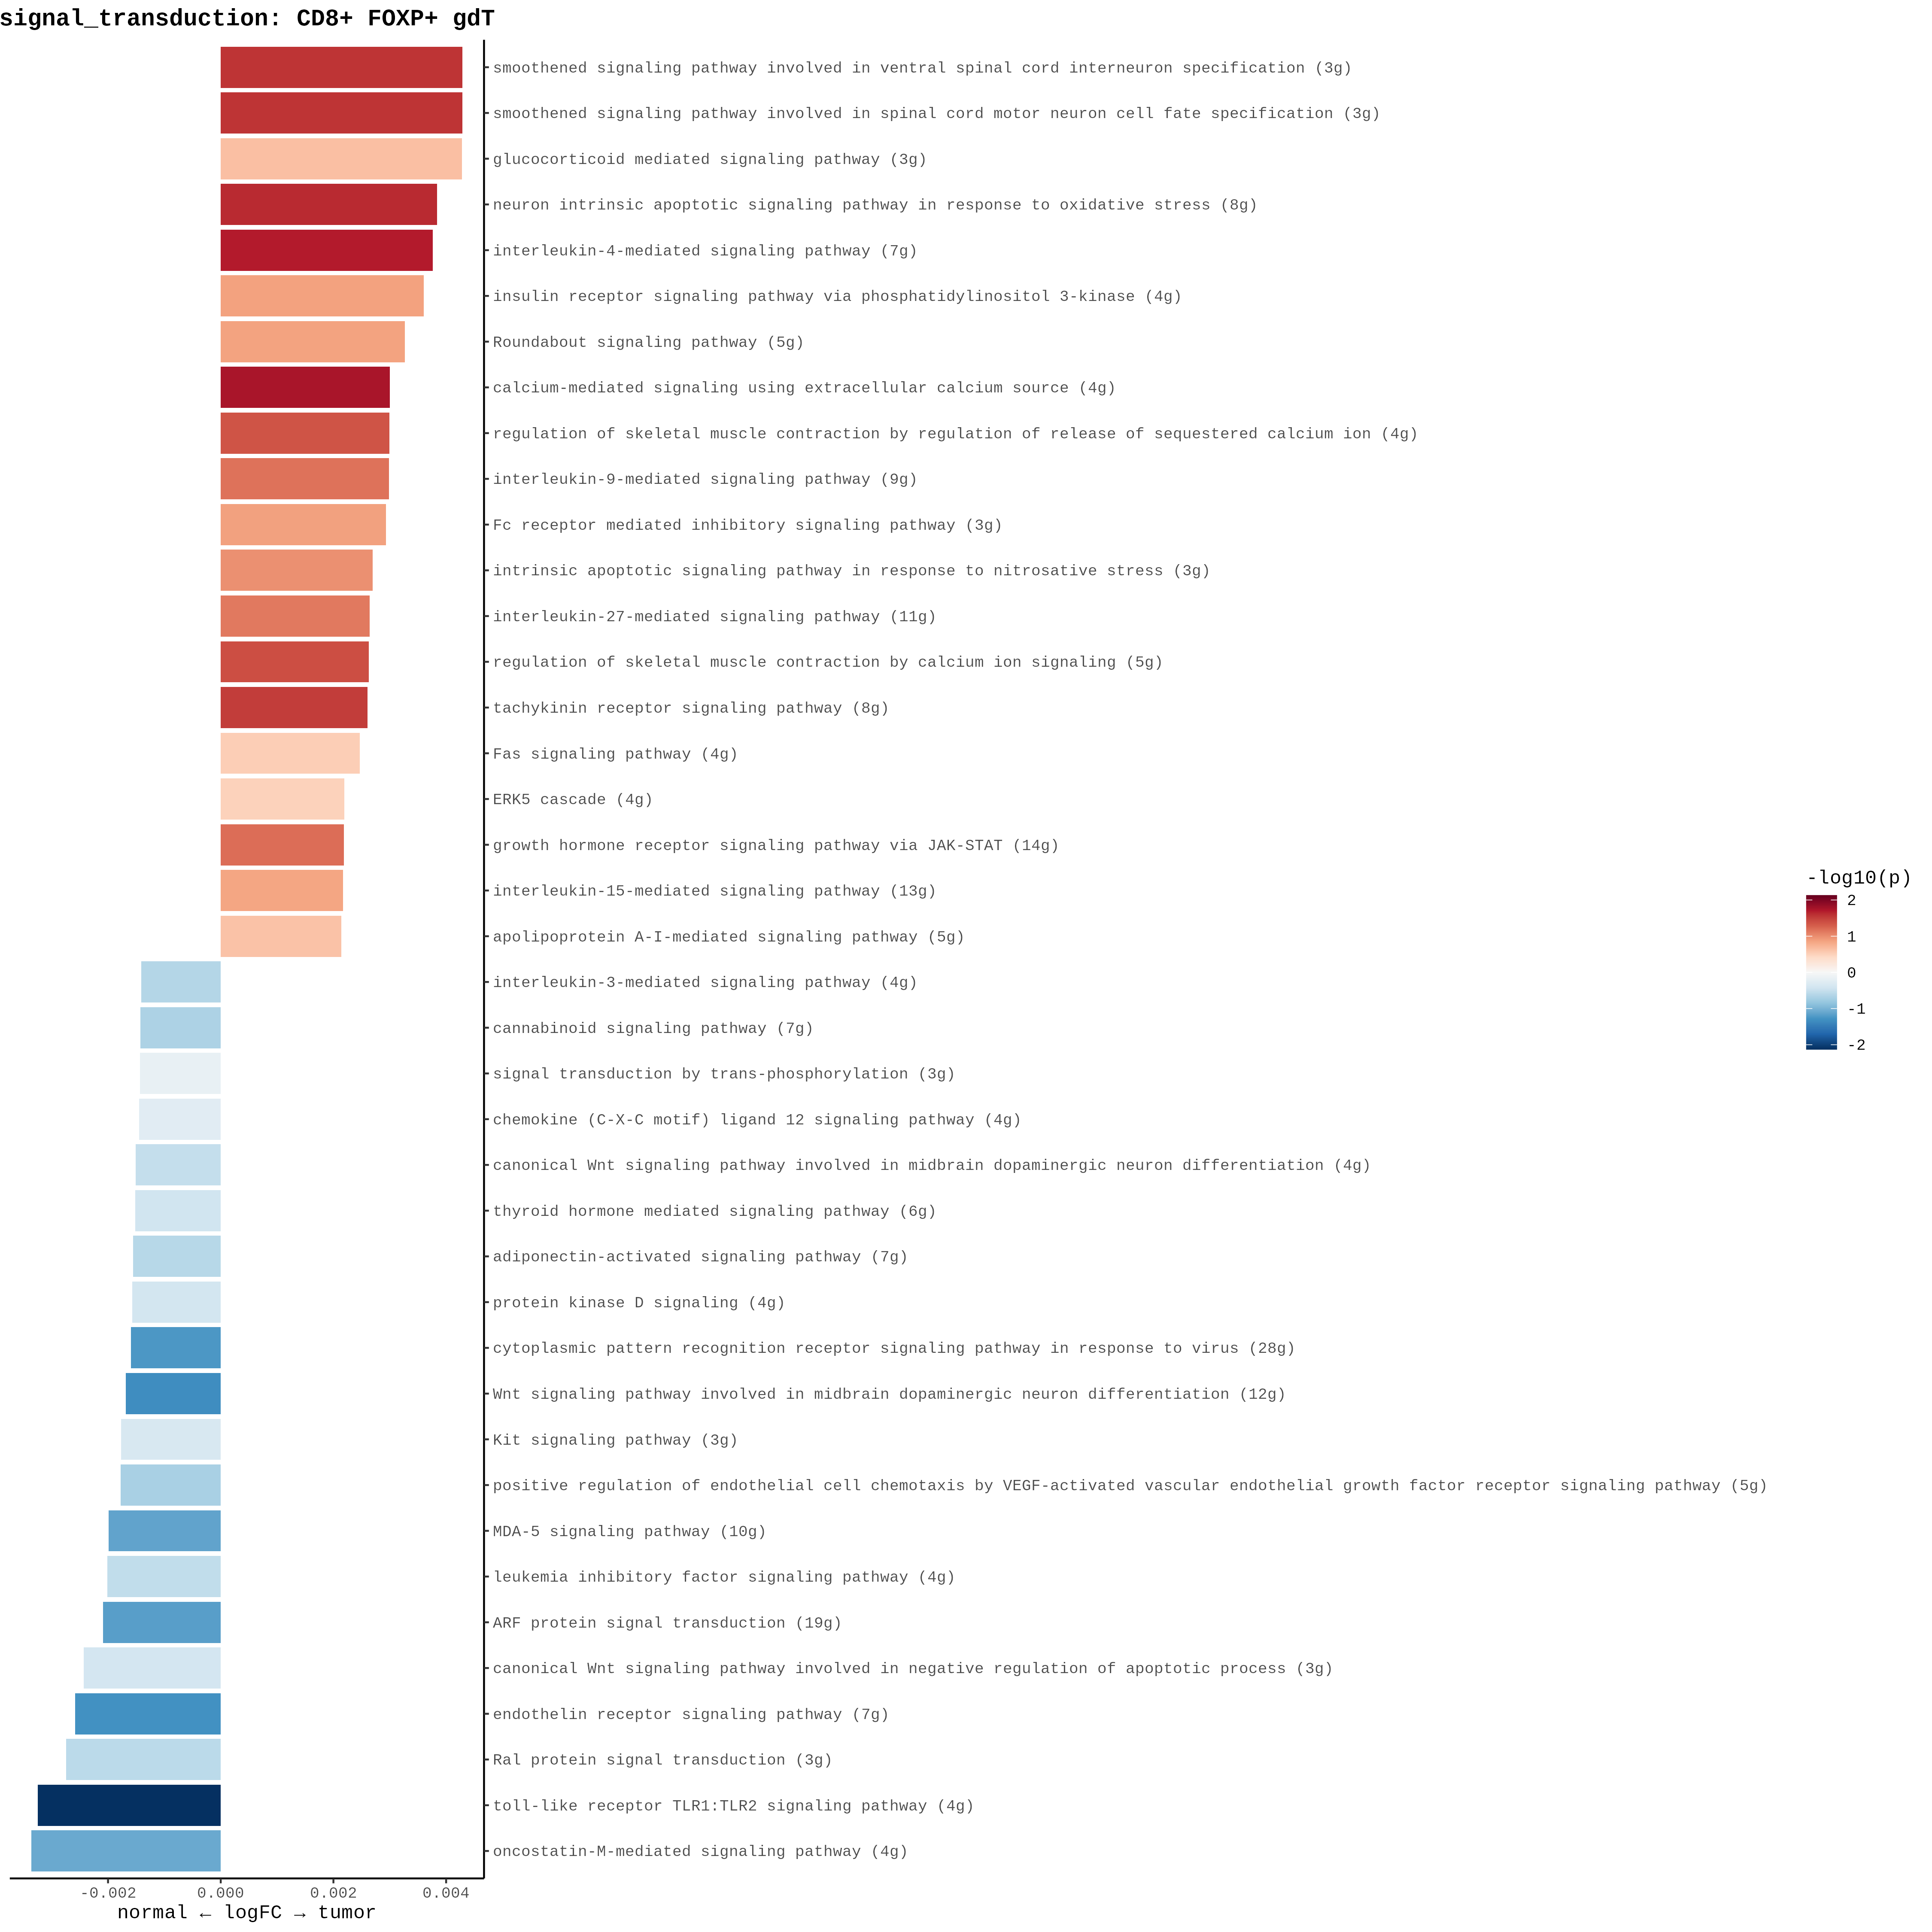 signal_transduction: CD8+ FOXP+ gdT
smoothened signaling pathway involved in ventral spinal cord interneuron specification (3g)
smoothened signaling pathway involved in spinal cord motor neuron cell fate specification (3g)
glucocorticoid mediated signaling pathway (3g)
neuron intrinsic apoptotic signaling pathway in response to oxidative stress (8g)
interleukin-4-mediated signaling pathway (7g)
insulin receptor signaling pathway via phosphatidylinositol 3-kinase (4g)
Roundabout signaling pathway (5g)
calcium-mediated signaling using extracellular calcium source (4g)
regulation of skeletal muscle contraction by regulation of release of sequestered calcium ion (4g)
interleukin-9-mediated signaling pathway (9g)
Fc receptor mediated inhibitory signaling pathway (3g)
intrinsic apoptotic signaling pathway in response to nitrosative stress (3g)
interleukin-27-mediated signaling pathway (11g)
regulation of skeletal muscle contraction by calcium ion signaling (5g)
tachykinin receptor signaling pathway (8g)
Fas signaling pathway (4g)
ERK5 cascade (4g)
growth hormone receptor signaling pathway via JAK-STAT (14g)
interleukin-15-mediated signaling pathway (13g)
apolipoprotein A-I-mediated signaling pathway (5g)
interleukin-3-mediated signaling pathway (4g)
cannabinoid signaling pathway (7g)
signal transduction by trans-phosphorylation (3g)
chemokine (C-X-C motif) ligand 12 signaling pathway (4g)
canonical Wnt signaling pathway involved in midbrain dopaminergic neuron differentiation (4g)
thyroid hormone mediated signaling pathway (6g)
adiponectin-activated signaling pathway (7g)
protein kinase D signaling (4g)
cytoplasmic pattern recognition receptor signaling pathway in response to virus (28g)
Wnt signaling pathway involved in midbrain dopaminergic neuron differentiation (12g)
Kit signaling pathway (3g)
positive regulation of endothelial cell chemotaxis by VEGF-activated vascular endothelial growth factor receptor signaling pathway (5g)
MDA-5 signaling pathway (10g)
leukemia inhibitory factor signaling pathway (4g)
ARF protein signal transduction (19g)
canonical Wnt signaling pathway involved in negative regulation of apoptotic process (3g)
endothelin receptor signaling pathway (7g)
Ral protein signal transduction (3g)
toll-like receptor TLR1:TLR2 signaling pathway (4g)
oncostatin-M-mediated signaling pathway (4g)
-0.002 0.000 0.002 0.004
normal ← logFC → tumor
-log10(p)
2
1
0
-1
-2